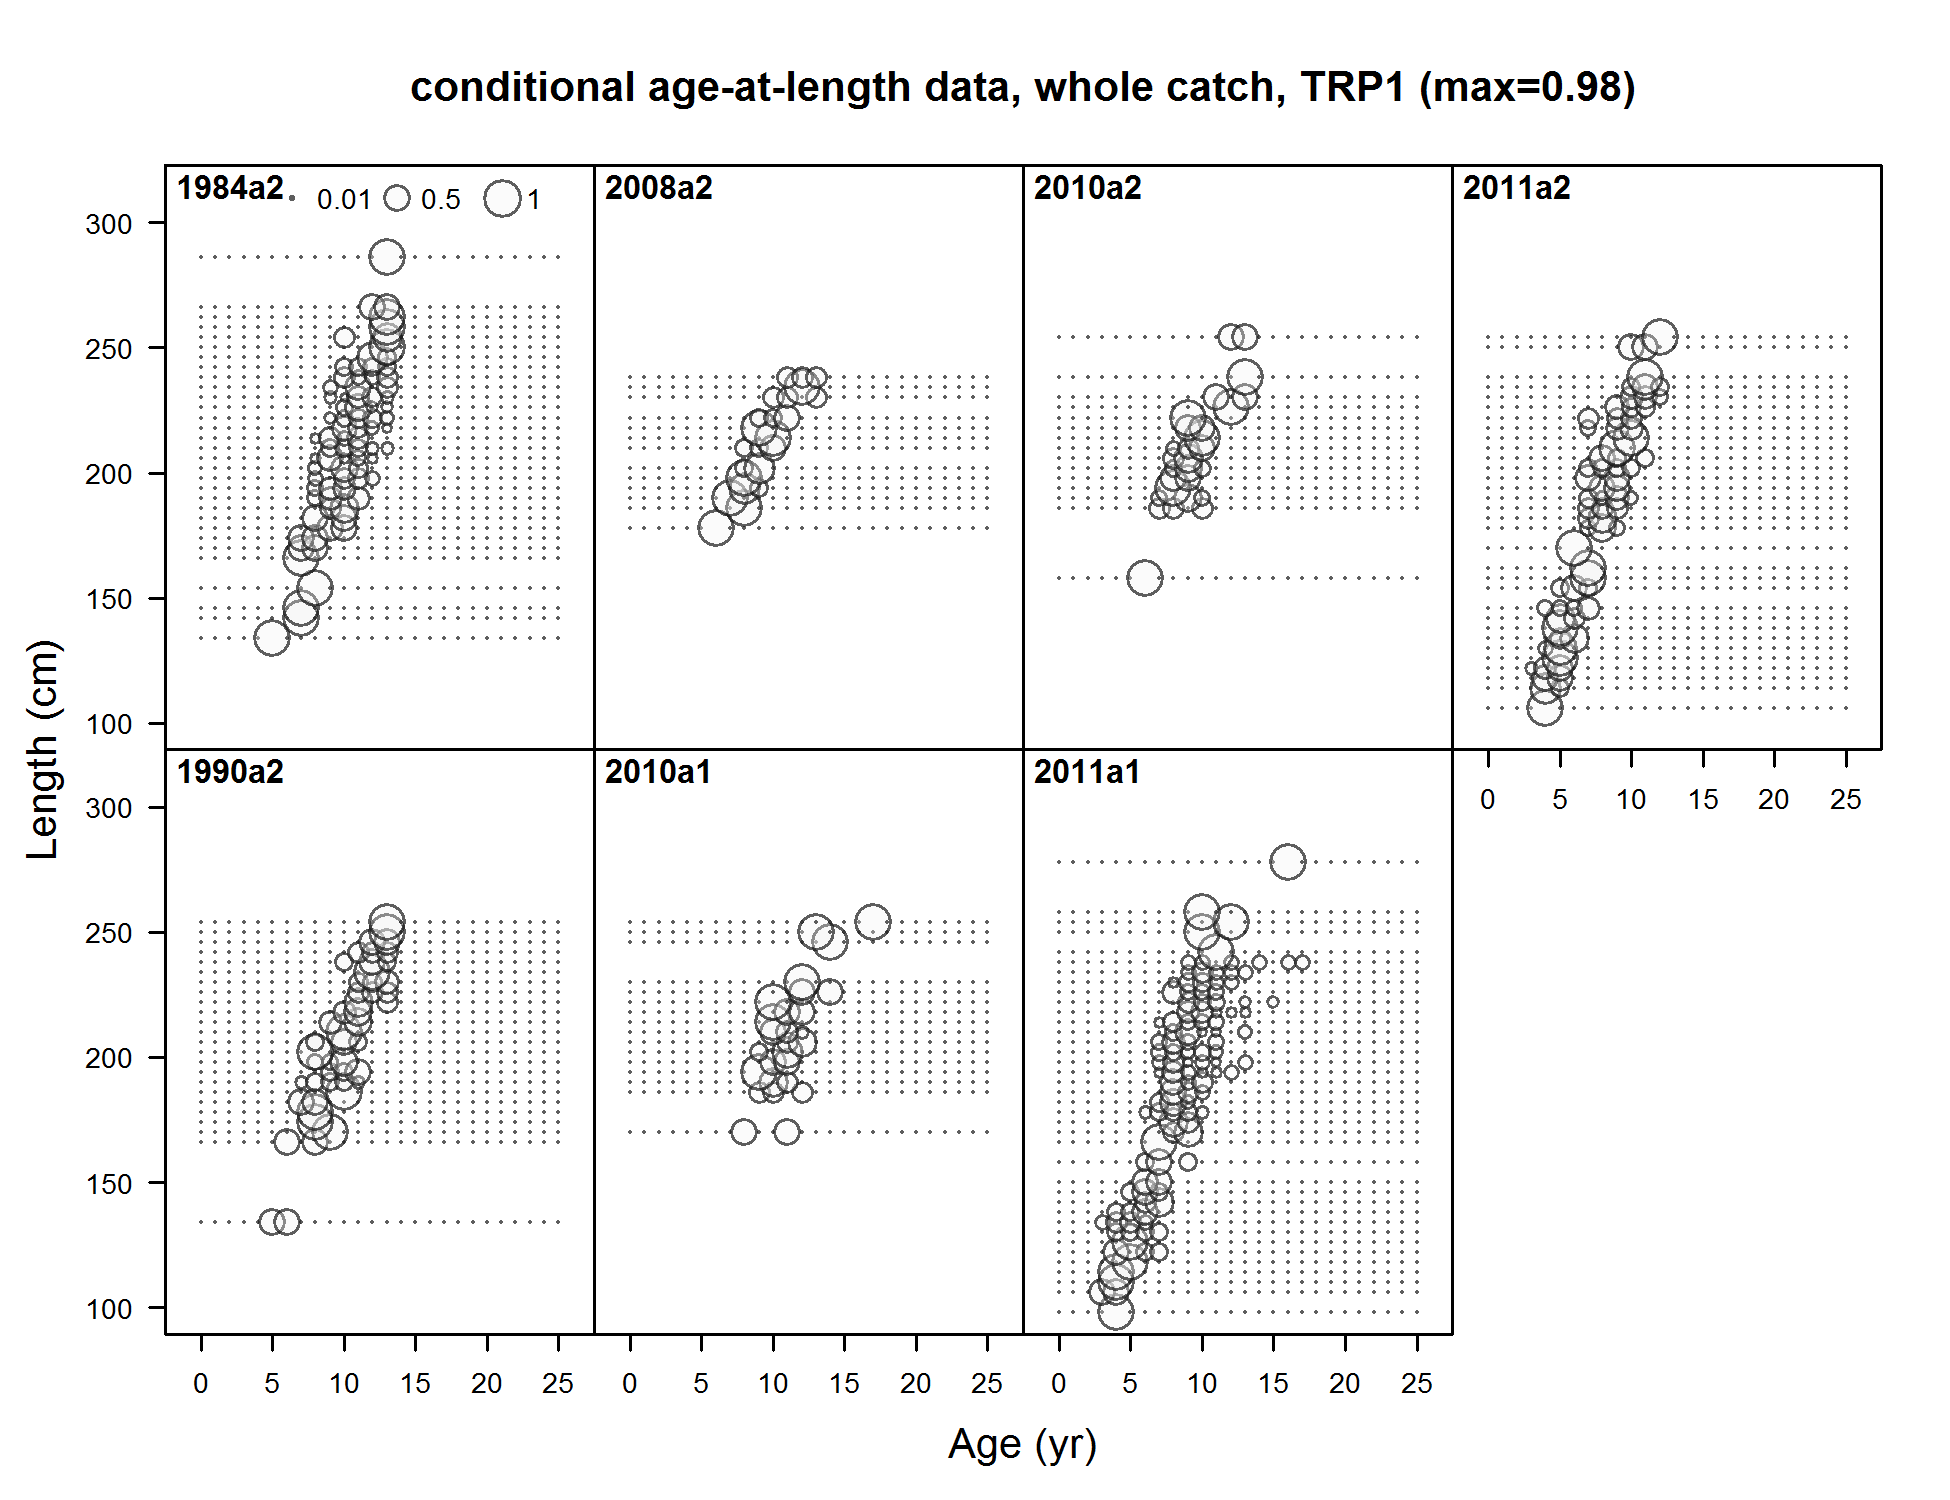 conditional age-at-length data, whole catch, TRP1 (max=0.98)
1984a2 0.01 0.5 1
2008a2
2010a2
2011a2
300
250
200
150
100
0 5 10 15 20 25
1990a2
2010a1
2011a1
300
250
200
150
100
0 5 10 15 20 25
0 5 10 15 20 25
0 5 10 15 20 25
Length (cm)
Age (yr)